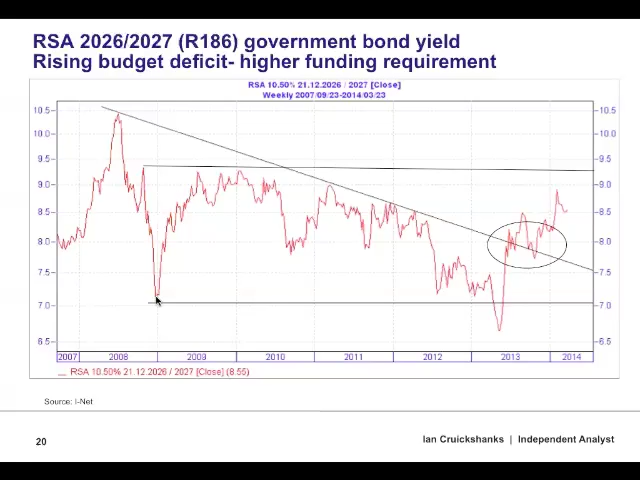 RSA 2026/2027 (R186) government bond yield
Rising budget deficit- higher funding requirement
RSA 10.50% 21.12.2026 / 2027 [Close]
Weekly 2007/09/23-2014/03/23
10.5 10.5
10.0 10.0
9.5 9.5
9.0 9.0
8.5 8.5
8.0 8.0
7.5 7.5
7.0 7.0
6.5 6.5
2007 2008 2009 2010 2011 2012 2013 2014
RSA 10.50% 21.12.2026 / 2027 [Close] (8.55)
Source: I-Net
20
Ian Cruickshanks | Independent Analyst